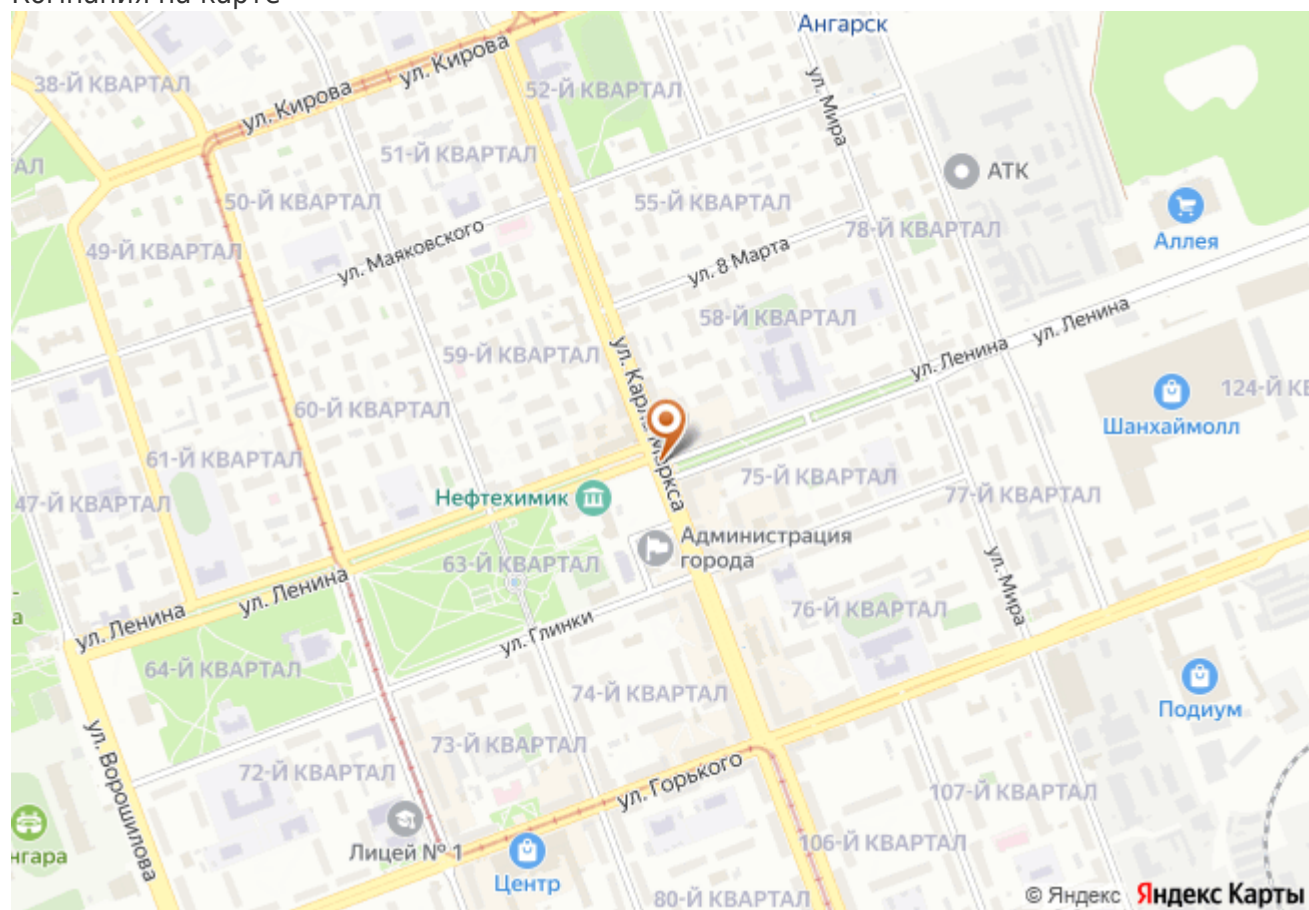 Компания на карте
Ангарск
38-Й КВАРТАЛ
ул. Кирова
ул. Кирова
52-Й КВАРТАЛ
ул. Мира
51-Й КВАРТАЛ
АТК
50-Й КВАРТАЛ
55-Й КВАРТАЛ
78-Й КВАРТАЛ
Аллея
49-Й КВАРТАЛ
ул. Маяковского
ул. 8 Марта
58-Й КВАРТАЛ
ул. Ленина
ул. Ленина
59-Й КВАРТАЛ
ул. Карла Маркса
60-Й КВАРТАЛ
Шанхаймолл
61-Й КВАРТАЛ
75-Й КВАРТАЛ
77-Й КВАРТАЛ
47-Й КВАРТАЛ
Нефтехимик
Администрация
города
63-Й КВАРТАЛ
ул. Мира
ул. Ленина
ул. Ленина
76-Й КВАРТАЛ
ул. Глинки
64-Й КВАРТАЛ
74-Й КВАРТАЛ
Подиум
ул. Ворошилова
73-Й КВАРТАЛ
72-Й КВАРТАЛ
ул. Горького
107-Й КВАРТАЛ
106-Й КВАРТАЛ
Лицей № 1
Центр
80-Й КВАРТАЛ
© Яндекс Яндекс Карты